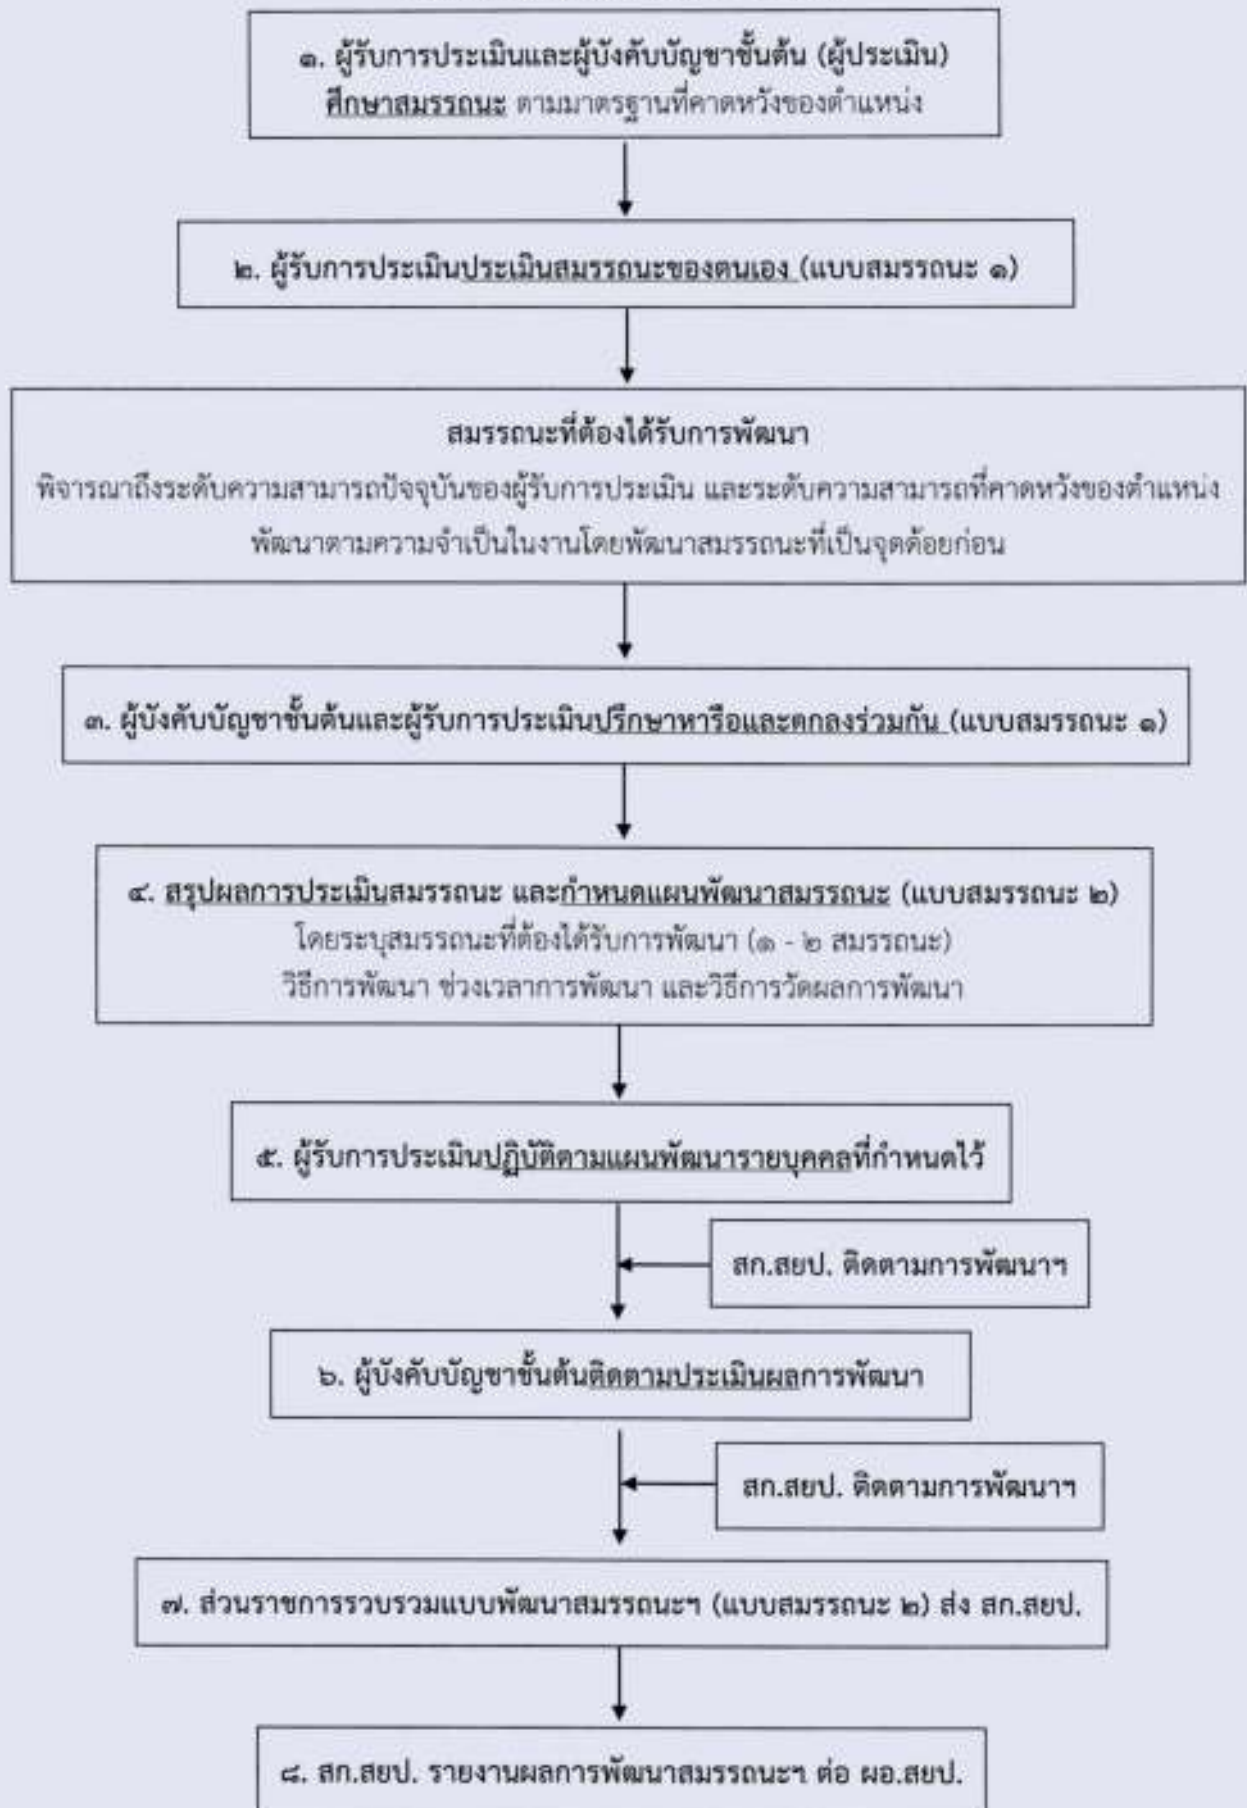 ๑. ผู้รับการประเมินและผู้บังคับบัญชาชั้นต้น (ผู้ประเมิน)
ศึกษาสมรรถนะ ตามมาตรฐานที่คาดหวังของตำแหน่ง
๒. ผู้รับการประเมินประเมินสมรรถนะของตนเอง (แบบสมรรถนะ ๑)
สมรรถนะที่ต้องได้รับการพัฒนา
พิจารณาถึงระดับความสามารถปัจจุบันของผู้รับการประเมิน และระดับความสามารถที่คาดหวังของตำแหน่ง
พัฒนาตามความจำเป็นในงานโดยพัฒนาสมรรถนะที่เป็นจุดด้อยก่อน
๓. ผู้บังคับบัญชาชั้นต้นและผู้รับการประเมินปรึกษาหารือและตกลงร่วมกัน (แบบสมรรถนะ ๑)
๔. สรุปผลการประเมินสมรรถนะ และกำหนดแผนพัฒนาสมรรถนะ (แบบสมรรถนะ ๒)
โดยระบุสมรรถนะที่ต้องได้รับการพัฒนา (๑ - ๒ สมรรถนะ)
วิธีการพัฒนา ช่วงเวลาการพัฒนา และวิธีการวัดผลการพัฒนา
๕. ผู้รับการประเมินปฏิบัติตามแผนพัฒนารายบุคคลที่กำหนดไว้
สก.สยป. ติดตามการพัฒนาฯ
๖. ผู้บังคับบัญชาชั้นต้นติดตามประเมินผลการพัฒนา
สก.สยป. ติดตามการพัฒนาฯ
๗. ส่วนราชการรวบรวมแบบพัฒนาสมรรถนะฯ (แบบสมรรถนะ ๒) ส่ง สก.สยป.
๘. สก.สยป. รายงานผลการพัฒนาสมรรถนะฯ ต่อ ผอ.สยป.